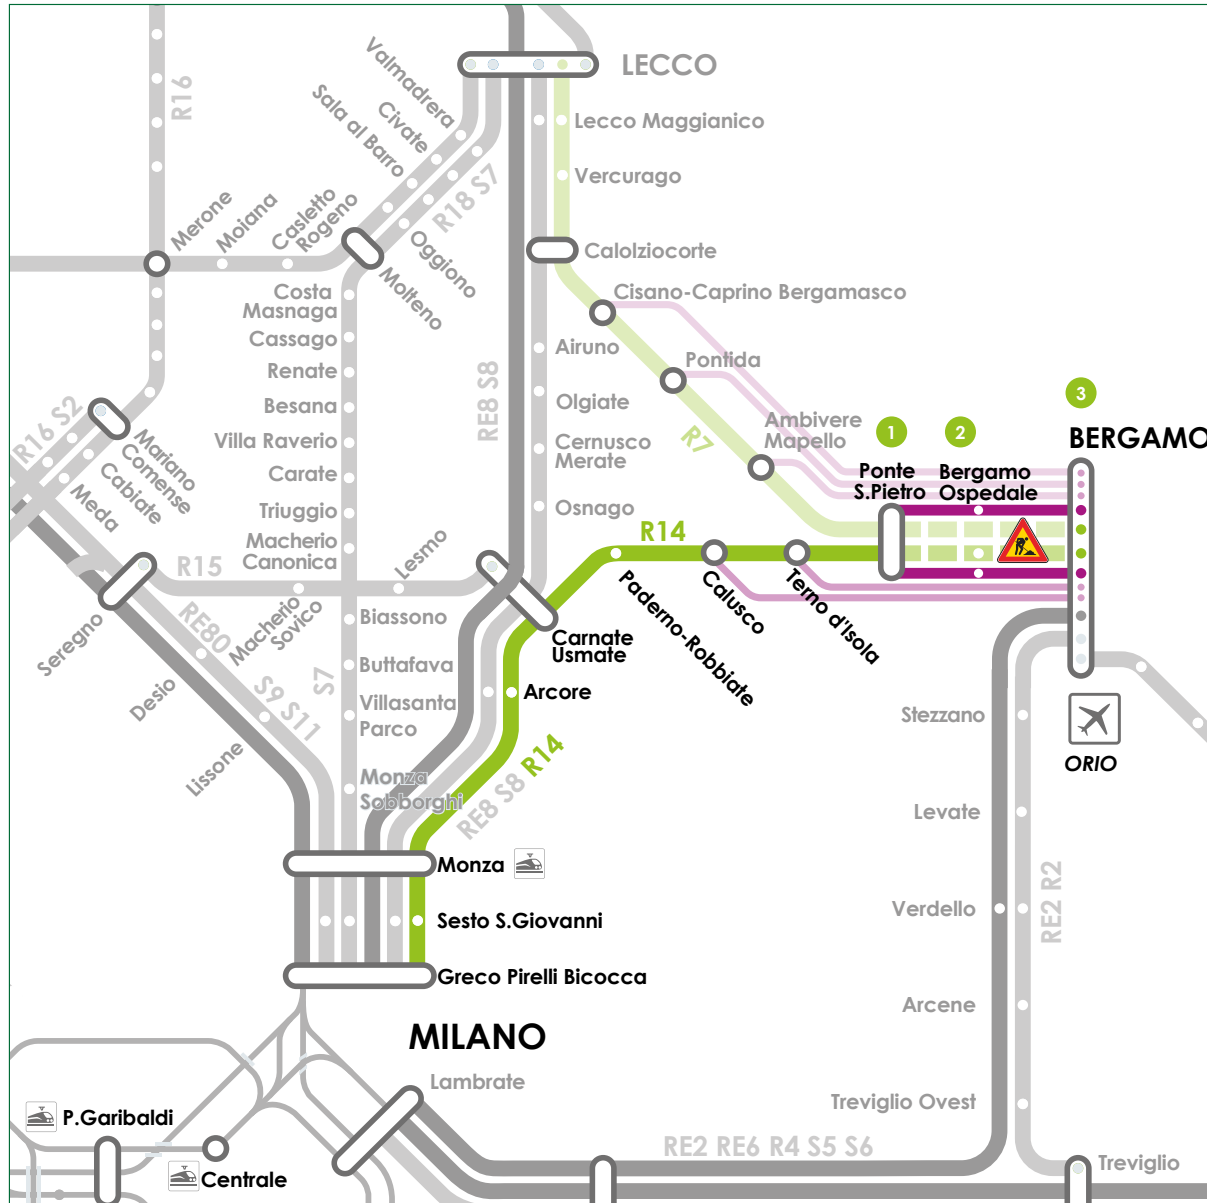 LECCO
R16
Valmadrera
Civate
Sala al Barro
R18 S7
Lecco Maggianico
Vercurago
Merone
Moiana
Casletto
Rogeno
Oggiono
Molteno
Calolziocorte
Cisano-Caprino Bergamasco
Costa
Masnaga
Cassago
Renate
Besana
Villa Raverio
Carate
Triuggio
Macherio
Canonica
RE8 S8
Airuno
Olgiate
Cernusco
Merate
Osnago
Pontida
R7
Ambivere
Mapello
1
2
3
BERGAMO
Ponte
S.Pietro
Bergamo
Ospedale
R16 S2
Mariano
Comense
Cabiate
Meda
R14
R15
Lesmo
Macherio
Sovico
Biassono
Seregno
RE80
Desio
S9 S11
Lissone
S7
Buttafava
Villasanta
Parco
Monza
Sobborghi
Carnate
Usmate
Arcore
Paderno-Robbiate
Calusco
Terno d'Isola
RE8 S8 R14
Stezzano
ORIO
Levate
Monza
Sesto S.Giovanni
Greco Pirelli Bicocca
Verdello
RE2 R2
Arcene
MILANO
Lambrate
Treviglio Ovest
P.Garibaldi
Centrale
RE2 RE6 R4 S5 S6
Treviglio